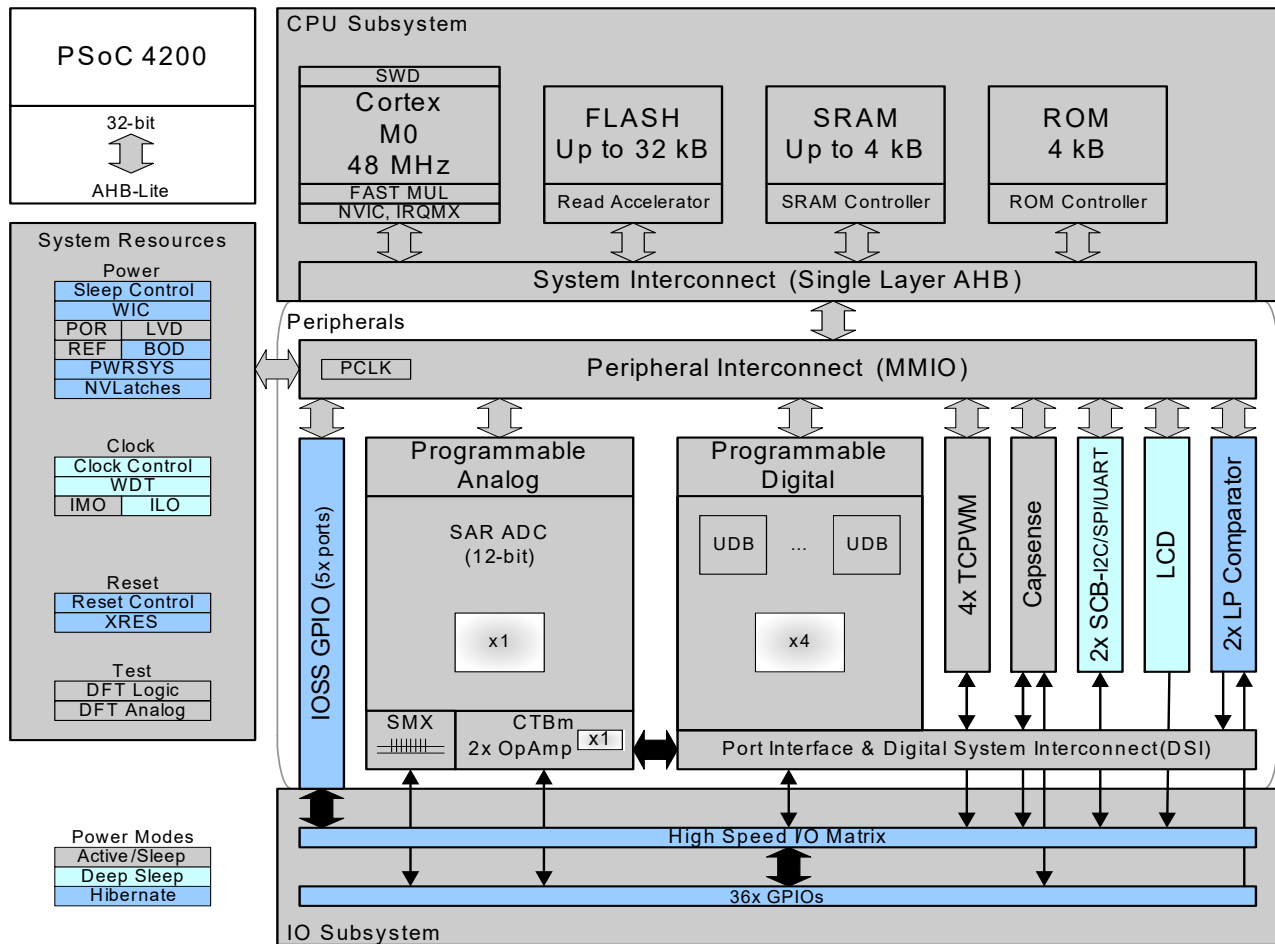 PSoC 4200
32-bit
AHB-Lite
CPU Subsystem
SWD
Cortex
M0
48 MHz
FAST MUL
NVIC, IRQMX
FLASH
Up to 32 kB
Read Accelerator
SRAM
Up to 4 kB
SRAM Controller
ROM
4 kB
ROM Controller
System Interconnect (Single Layer AHB)
System Resources
Power
Sleep Control
WIC
POR LVD
REF BOD
PWRSYS
NVLatches
Clock
Clock Control
WDT
IMO ILO
Reset
Reset Control
XRES
Test
DFT Logic
DFT Analog
Peripherals
PCLK
Peripheral Interconnect (MMIO)
IOSS GPIO (5x ports)
Programmable
Analog
SAR ADC
(12-bit)
x1
SMX
CTBm
2x OpAmp
x1
Programmable
Digital
UDB ... UDB
x4
4x TCPWM
Capsense
2x SCB-I2C/SPI/UART
LCD
2x LP Comparator
Port Interface & Digital System Interconnect(DSI)
Power Modes
Active/Sleep
Deep Sleep
Hibernate
High Speed I/O Matrix
36x GPIOs
IO Subsystem